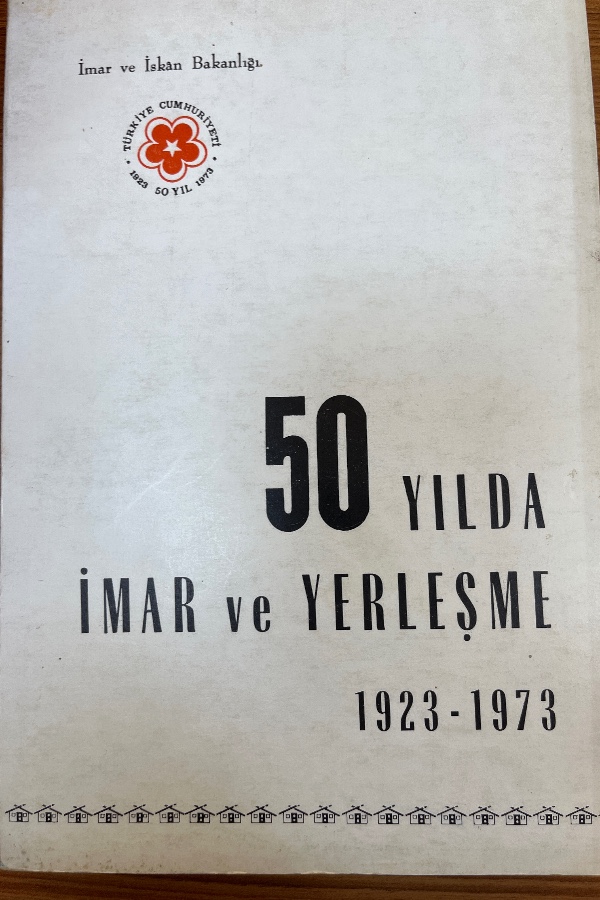 İmar ve İskân Bakanlığı.
TÜRKİYE CUMHURİYETİ
• 1923 50 YIL 1973 •
50 YILDA
İMAR ve YERLEŞME
1923-1973